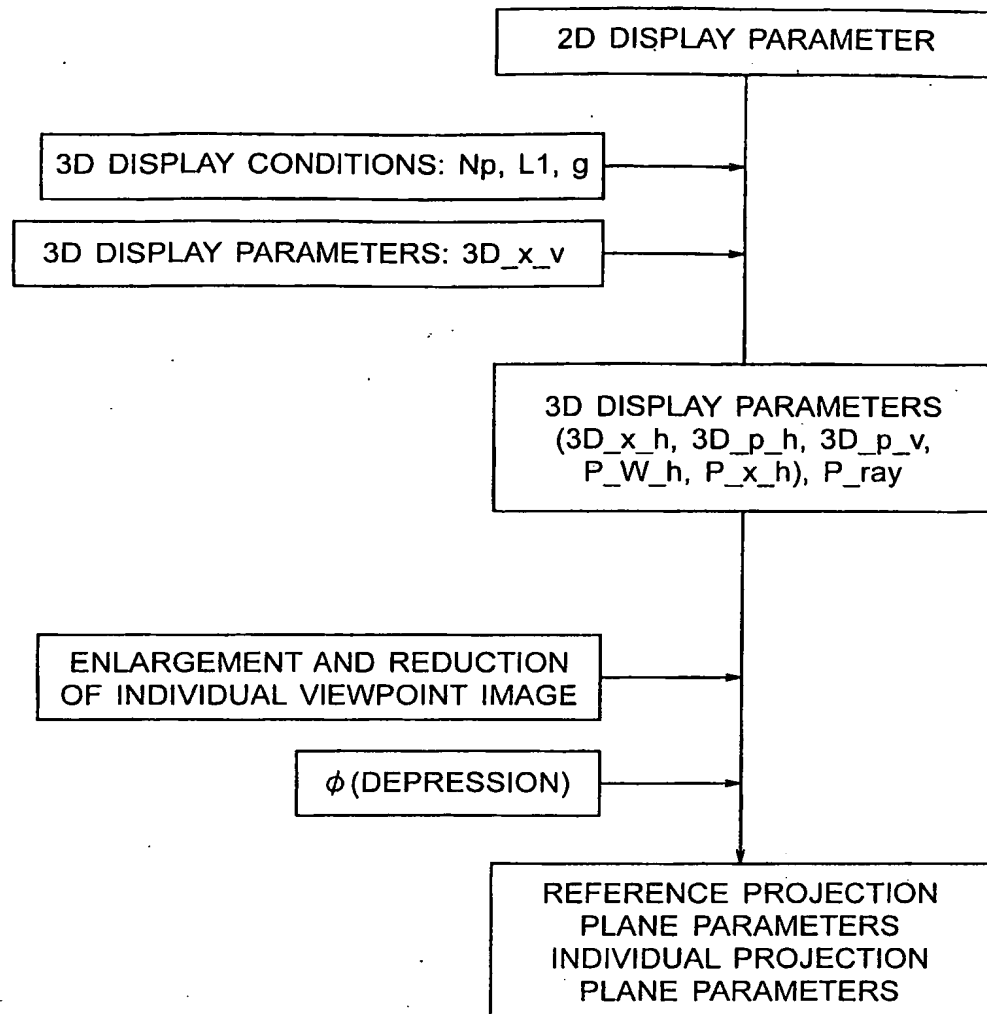 2D DISPLAY PARAMETER
3D DISPLAY CONDITIONS: Np, L1, g
3D DISPLAY PARAMETERS: 3D_x_v
3D DISPLAY PARAMETERS
(3D_x_h, 3D_p_h, 3D_p_v,
P_W_h, P_x_h), P_ray
ENLARGEMENT AND REDUCTION
OF INDIVIDUAL VIEWPOINT IMAGE
ϕ(DEPRESSION)
REFERENCE PROJECTION
PLANE PARAMETERS
INDIVIDUAL PROJECTION
PLANE PARAMETERS